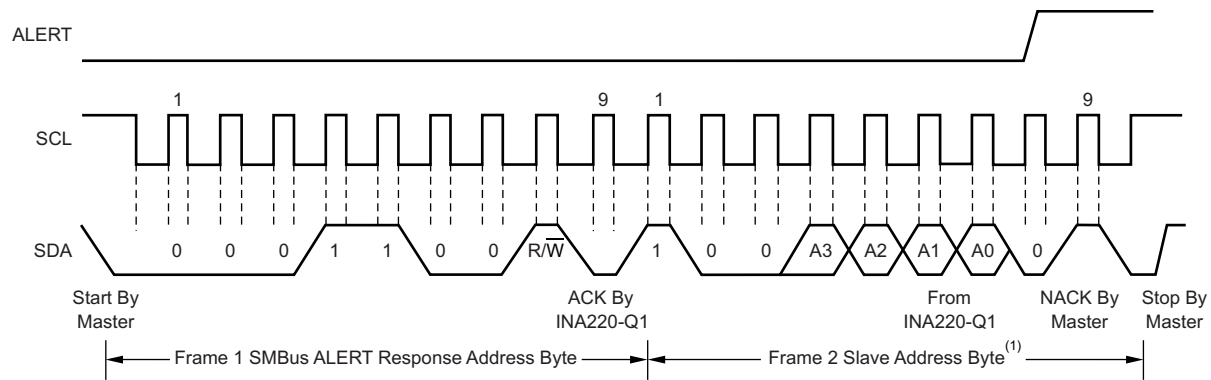 ALERT
1 9 1 9
SCL
SDA 0 0 0 1 1 0 0 R/W̅ 1 0 0 A3 A2 A1 A0 0
Start By ACK By From NACK By Stop By
Master INA220-Q1 INA220-Q1 Master Master
Frame 1 SMBus ALERT Response Address Byte Frame 2 Slave Address Byte(1)